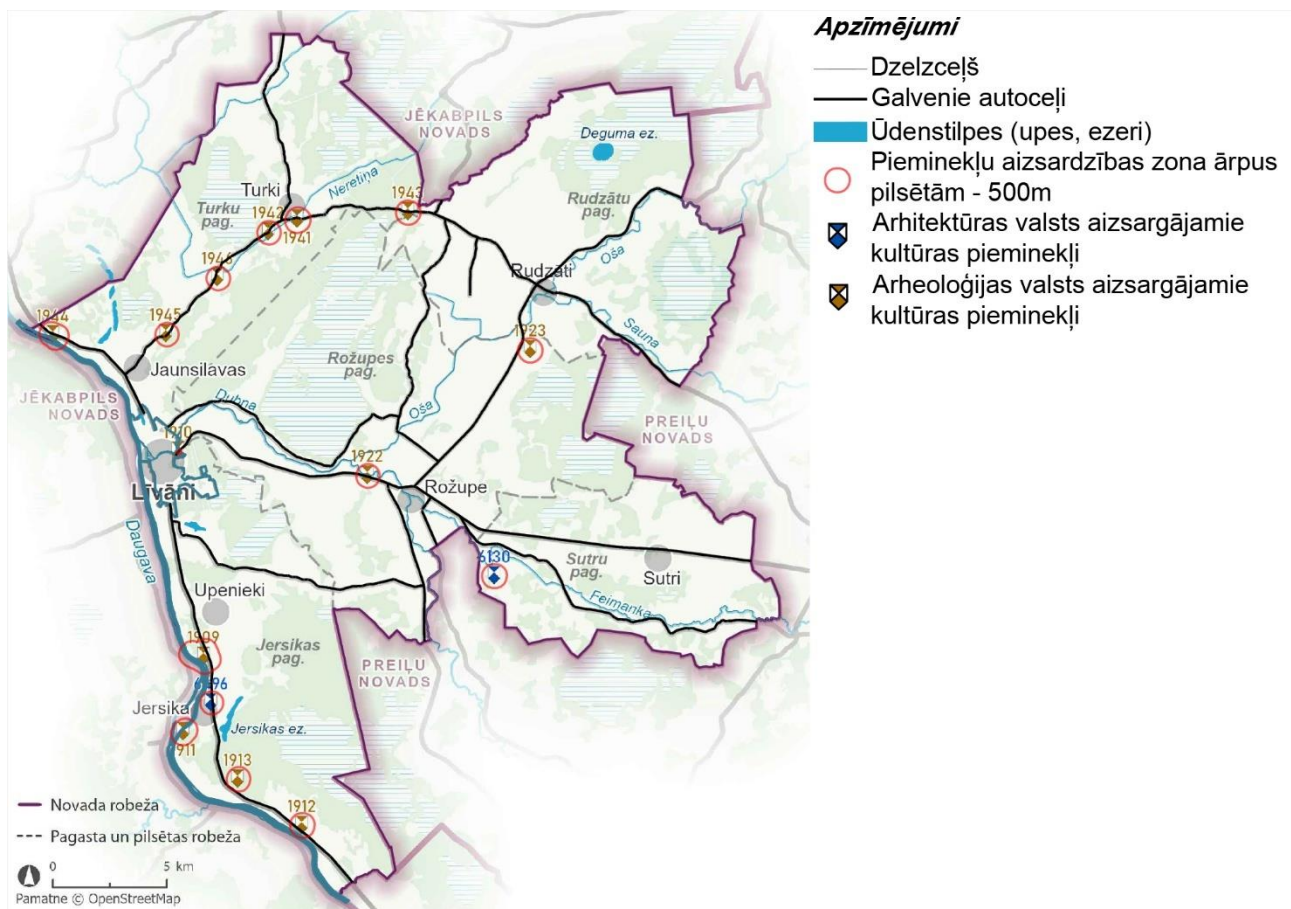 Apzīmējumi
Dzelzceļš
Galvenie autoceļi
Ūdenstilpes (upes, ezeri)
Pieminekļu aizsardzības zona ārpus
pilsētām - 500m
Arhitektūras valsts aizsargājamie
kultūras pieminekļi
Arheoloģijas valsts aizsargājamie
kultūras pieminekļi
JĒKABPILS
NOVADS
Deguma ez.
Turki
Neretiņa
1943
Rudzātu
pag.
Turku
pag.
1942
1941
Oša
1946
Rudzāti
1944
1945
Sauna
1923
Jaunsilavas
Rožupes
pag.
JĒKABPILS
NOVADS
Dubna
Oša
PREIĻU
NOVADS
1910
1922
Līvāni
Rožupe
Daugava
6130
Sutru
pag.
Sutri
Upenieki
Feimanka
1909
Jersikas
pag.
PREIĻU
NOVADS
Jersika
Jersikas ez.
1913
1912
Novada robeža
Pagasta un pilsētas robeža
0
5 km
Pamatne © OpenStreetMap